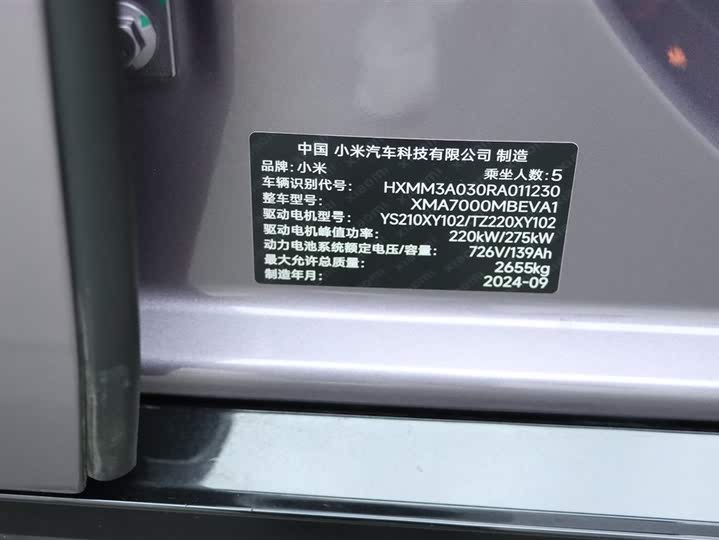 中国 小米汽车科技有限公司 制造
品牌: 小米 乘坐人数: 5
车辆识别代号: HXMM3A030RA011230
整车型号: XMA7000MBEVA1
驱动电机型号: YS210XY102/TZ220XY102
驱动电机峰值功率: 220kW/275kW
动力电池系统额定电压/容量: 726V/139Ah
最大允许总质量: 2655kg
制造年月: 2024-09